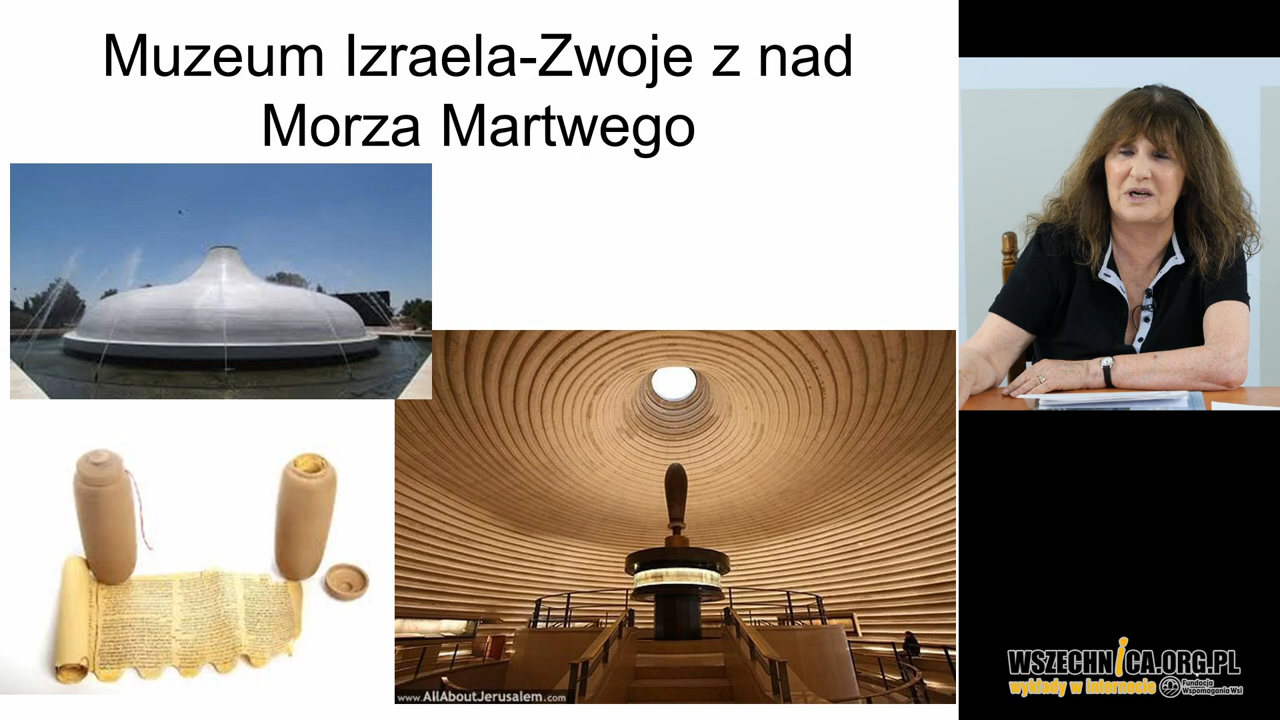 Muzeum Izraela-Zwoje z nad
Morza Martwego
www.AllAboutJerusalem.com
WSZECHNICA.ORG.PL
wykłady w internecie
Fundacja
Wspomagania Wsi